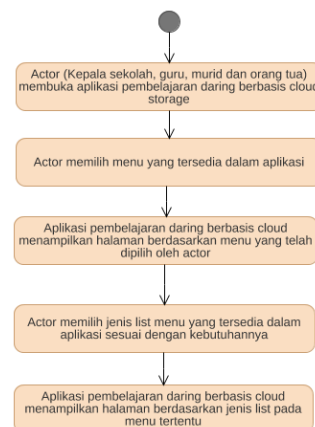 Actor (Kepala sekolah, guru, murid dan orang tua)
membuka aplikasi pembelajaran daring berbasis cloud
storage
Actor memilih menu yang tersedia dalam aplikasi
Aplikasi pembelajaran daring berbasis cloud
menampilkan halaman berdasarkan menu yang telah
dipilih oleh actor
Actor memilih jenis list menu yang tersedia dalam
aplikasi sesuai dengan kebutuhannya
Aplikasi pembelajaran daring berbasis cloud
menampilkan halaman berdasarkan jenis list pada
menu tertentu